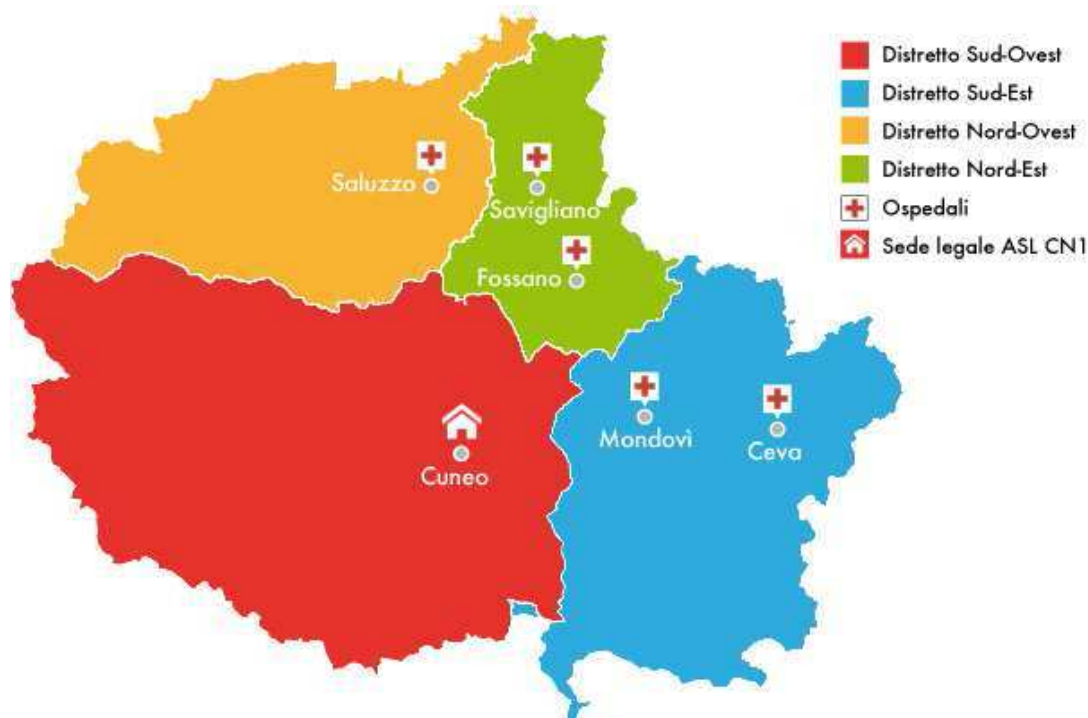 Distretto Sud-Ovest
Distretto Sud-Est
Distretto Nord-Ovest
Distretto Nord-Est
Ospedali
Sede legale ASL CN1
Saluzzo
Savigliano
Fossano
Mondovì
Ceva
Cuneo